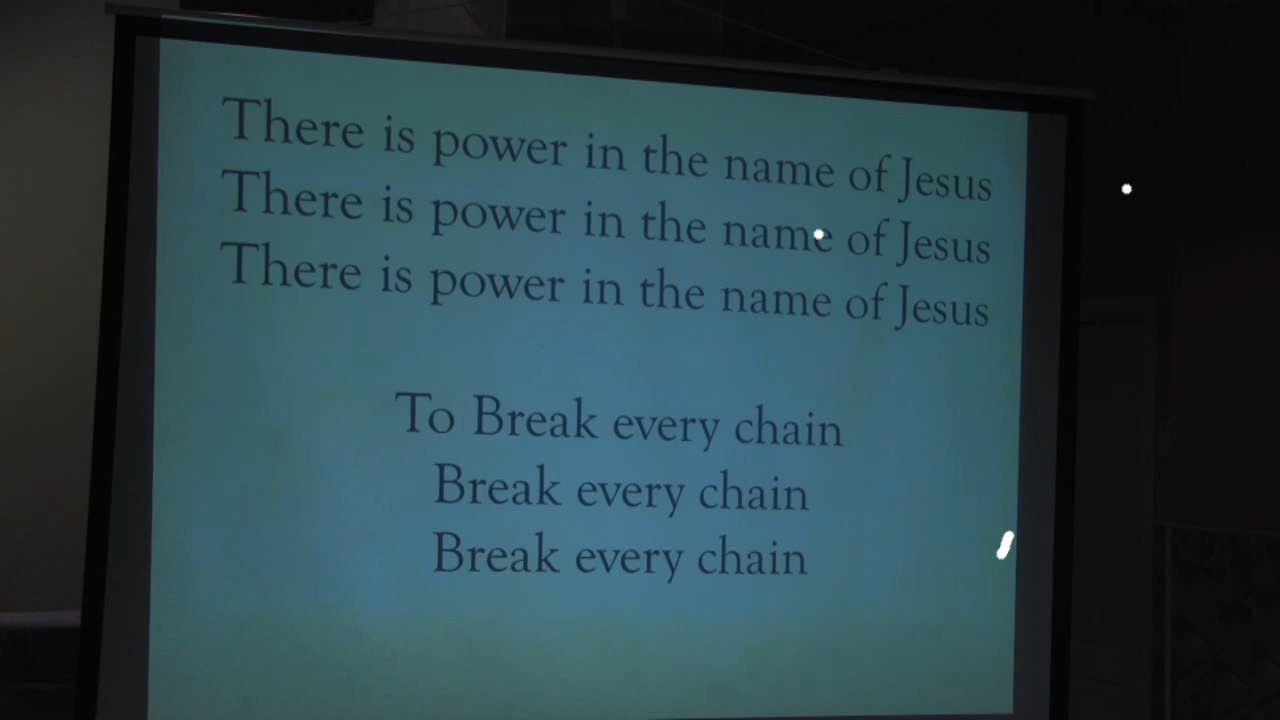 There is power in the name of Jesus
There is power in the name of Jesus
There is power in the name of Jesus
To Break every chain
Break every chain
Break every chain